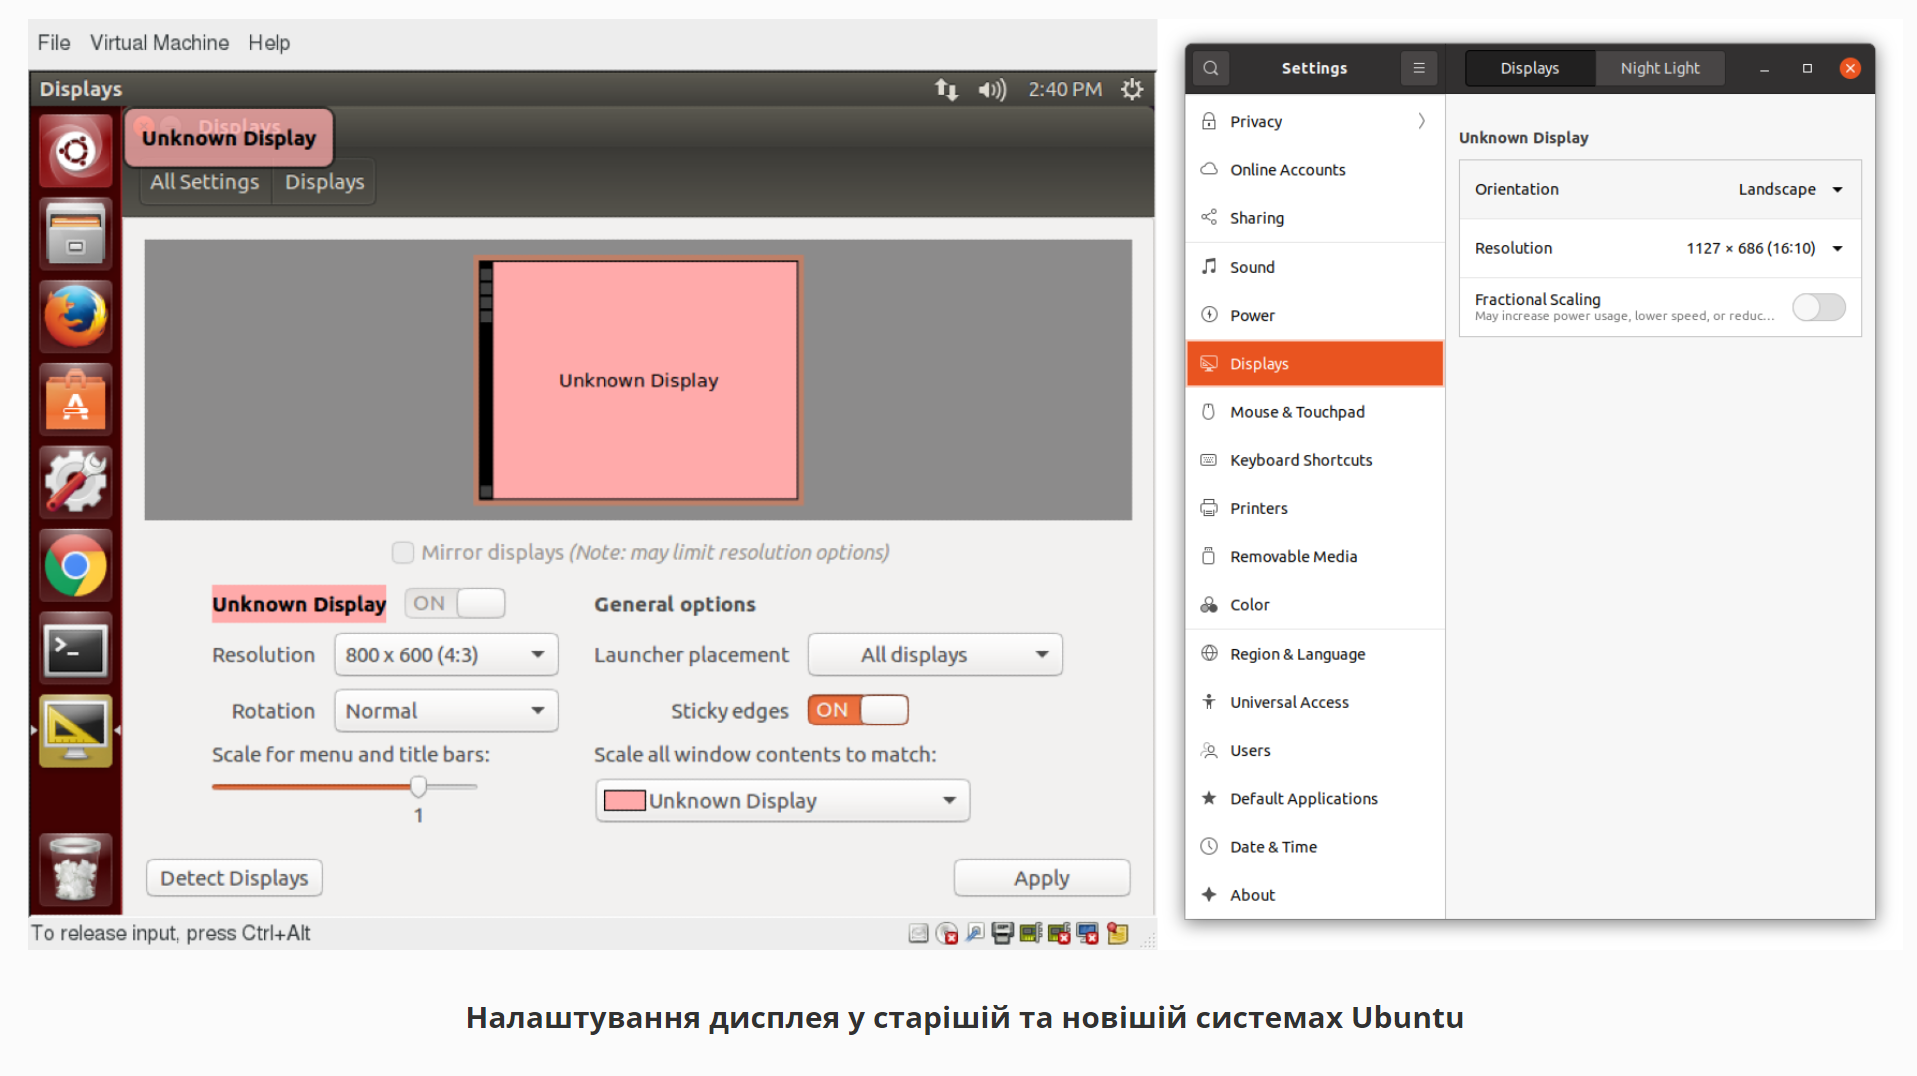 File Virtual Machine Help
Displays 2:40 PM
Displays
Unknown Display
All Settings Displays
Unknown Display
Mirror displays (Note: may limit resolution options)
Unknown Display ON
Resolution 800 x 600 (4:3)
Rotation Normal
Scale for menu and title bars:
1
General options
Launcher placement All displays
Sticky edges ON
Scale all window contents to match:
Unknown Display
Detect Displays Apply
To release input, press Ctrl+Alt
Settings Displays Night Light
Privacy
Online Accounts
Sharing
Sound
Power
Displays
Mouse & Touchpad
Keyboard Shortcuts
Printers
Removable Media
Color
Region & Language
Universal Access
Users
Default Applications
Date & Time
About
Unknown Display
Orientation Landscape
Resolution 1127 × 686 (16:10)
Fractional Scaling
May increase power usage, lower speed, or reduc...
Налаштування дисплея у старішій та новішій системах Ubuntu